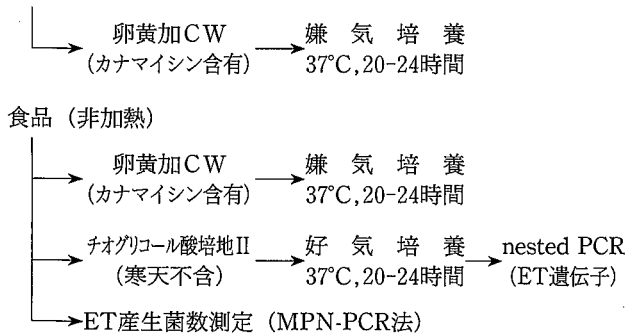 卵黄加CW
(カナマイシン含有)
嫌気培養
37℃,20-24時間
食品(非加熱)
卵黄加CW
(カナマイシン含有)
嫌気培養
37℃,20-24時間
チオグリコール酸培地Ⅱ
(寒天不含)
好気培養
37℃,20-24時間
nested PCR
(ET遺伝子)
ET産生菌数測定(MPN-PCR法)